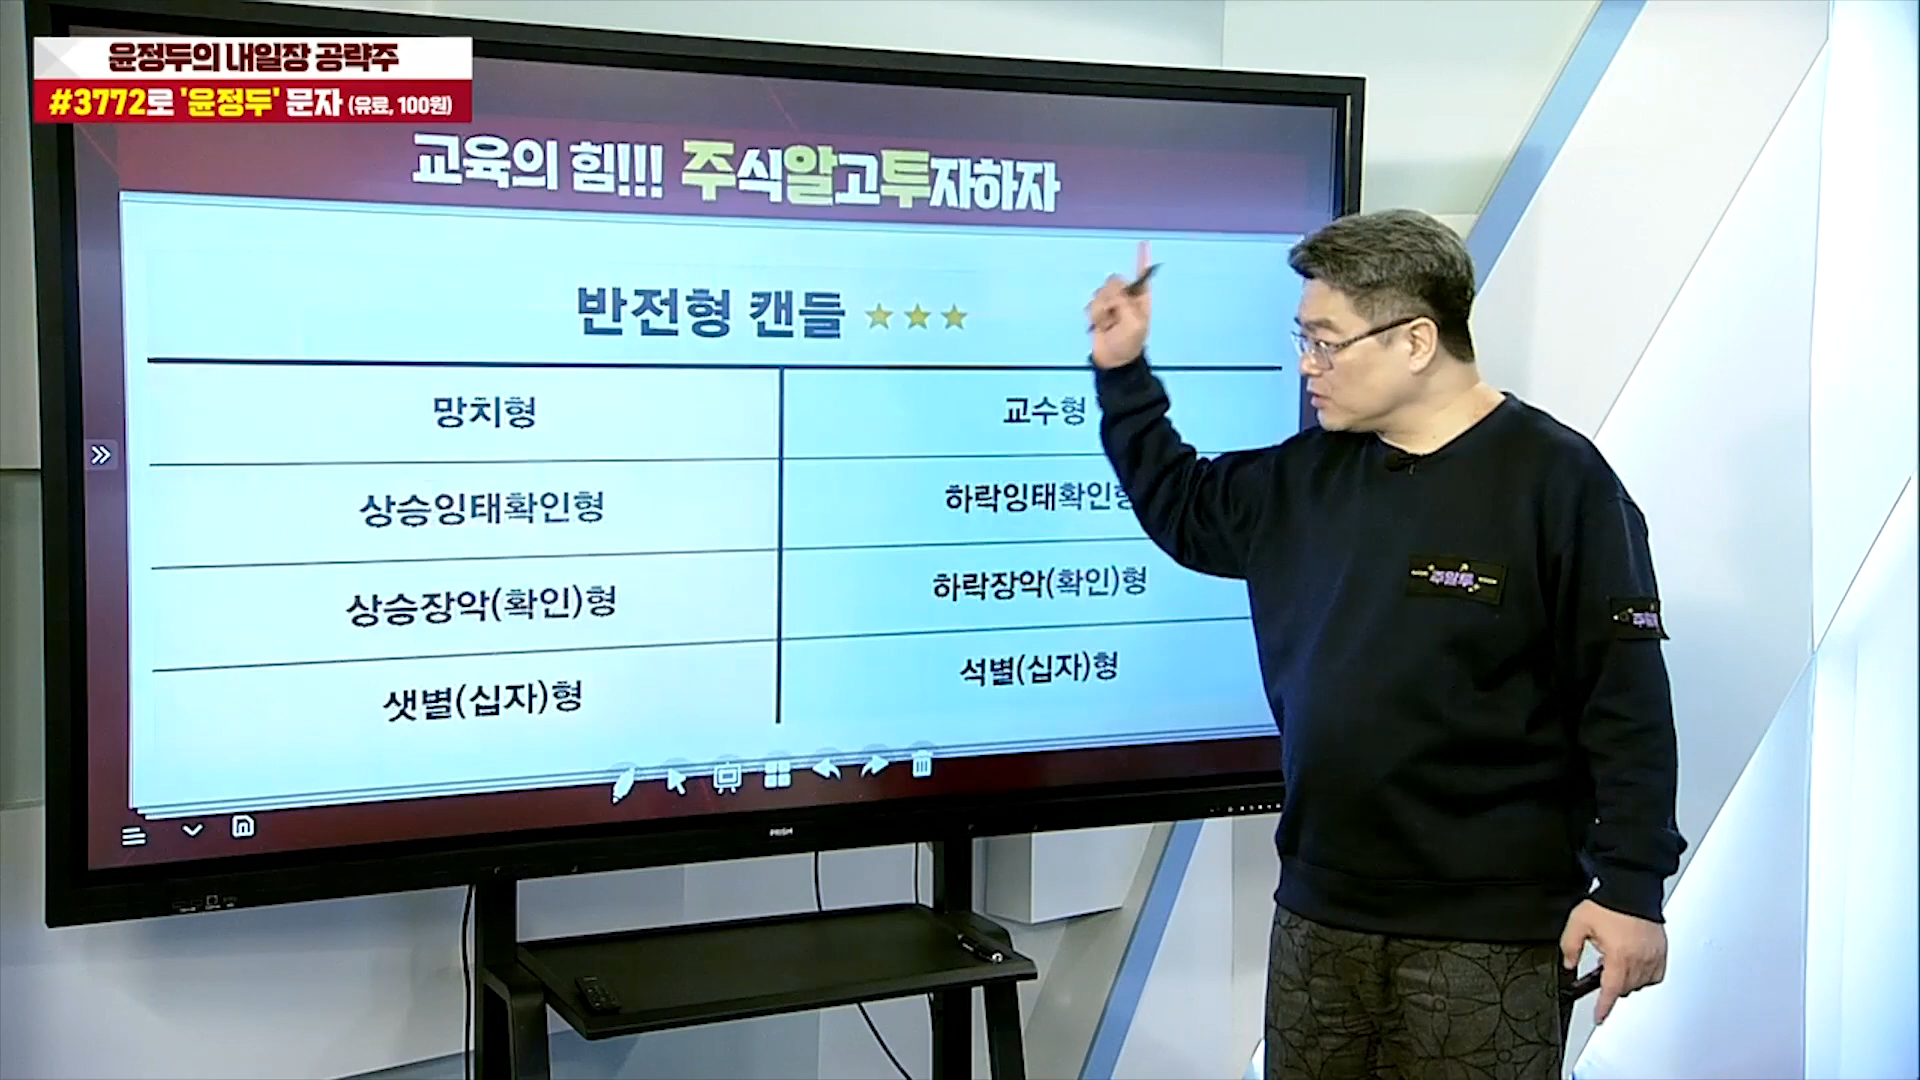 윤정두의 내일장 공략주
#3772로 '윤정두' 문자 (유료, 100원)
교육의 힘!!! 주식알고투자하자
반전형 캔들 ★★★
망치형
교수형
상승잉태확인형
하락잉태확인형
상승장악(확인)형
하락장악(확인)형
샛별(십자)형
석별(십자)형
PRISM
주알투